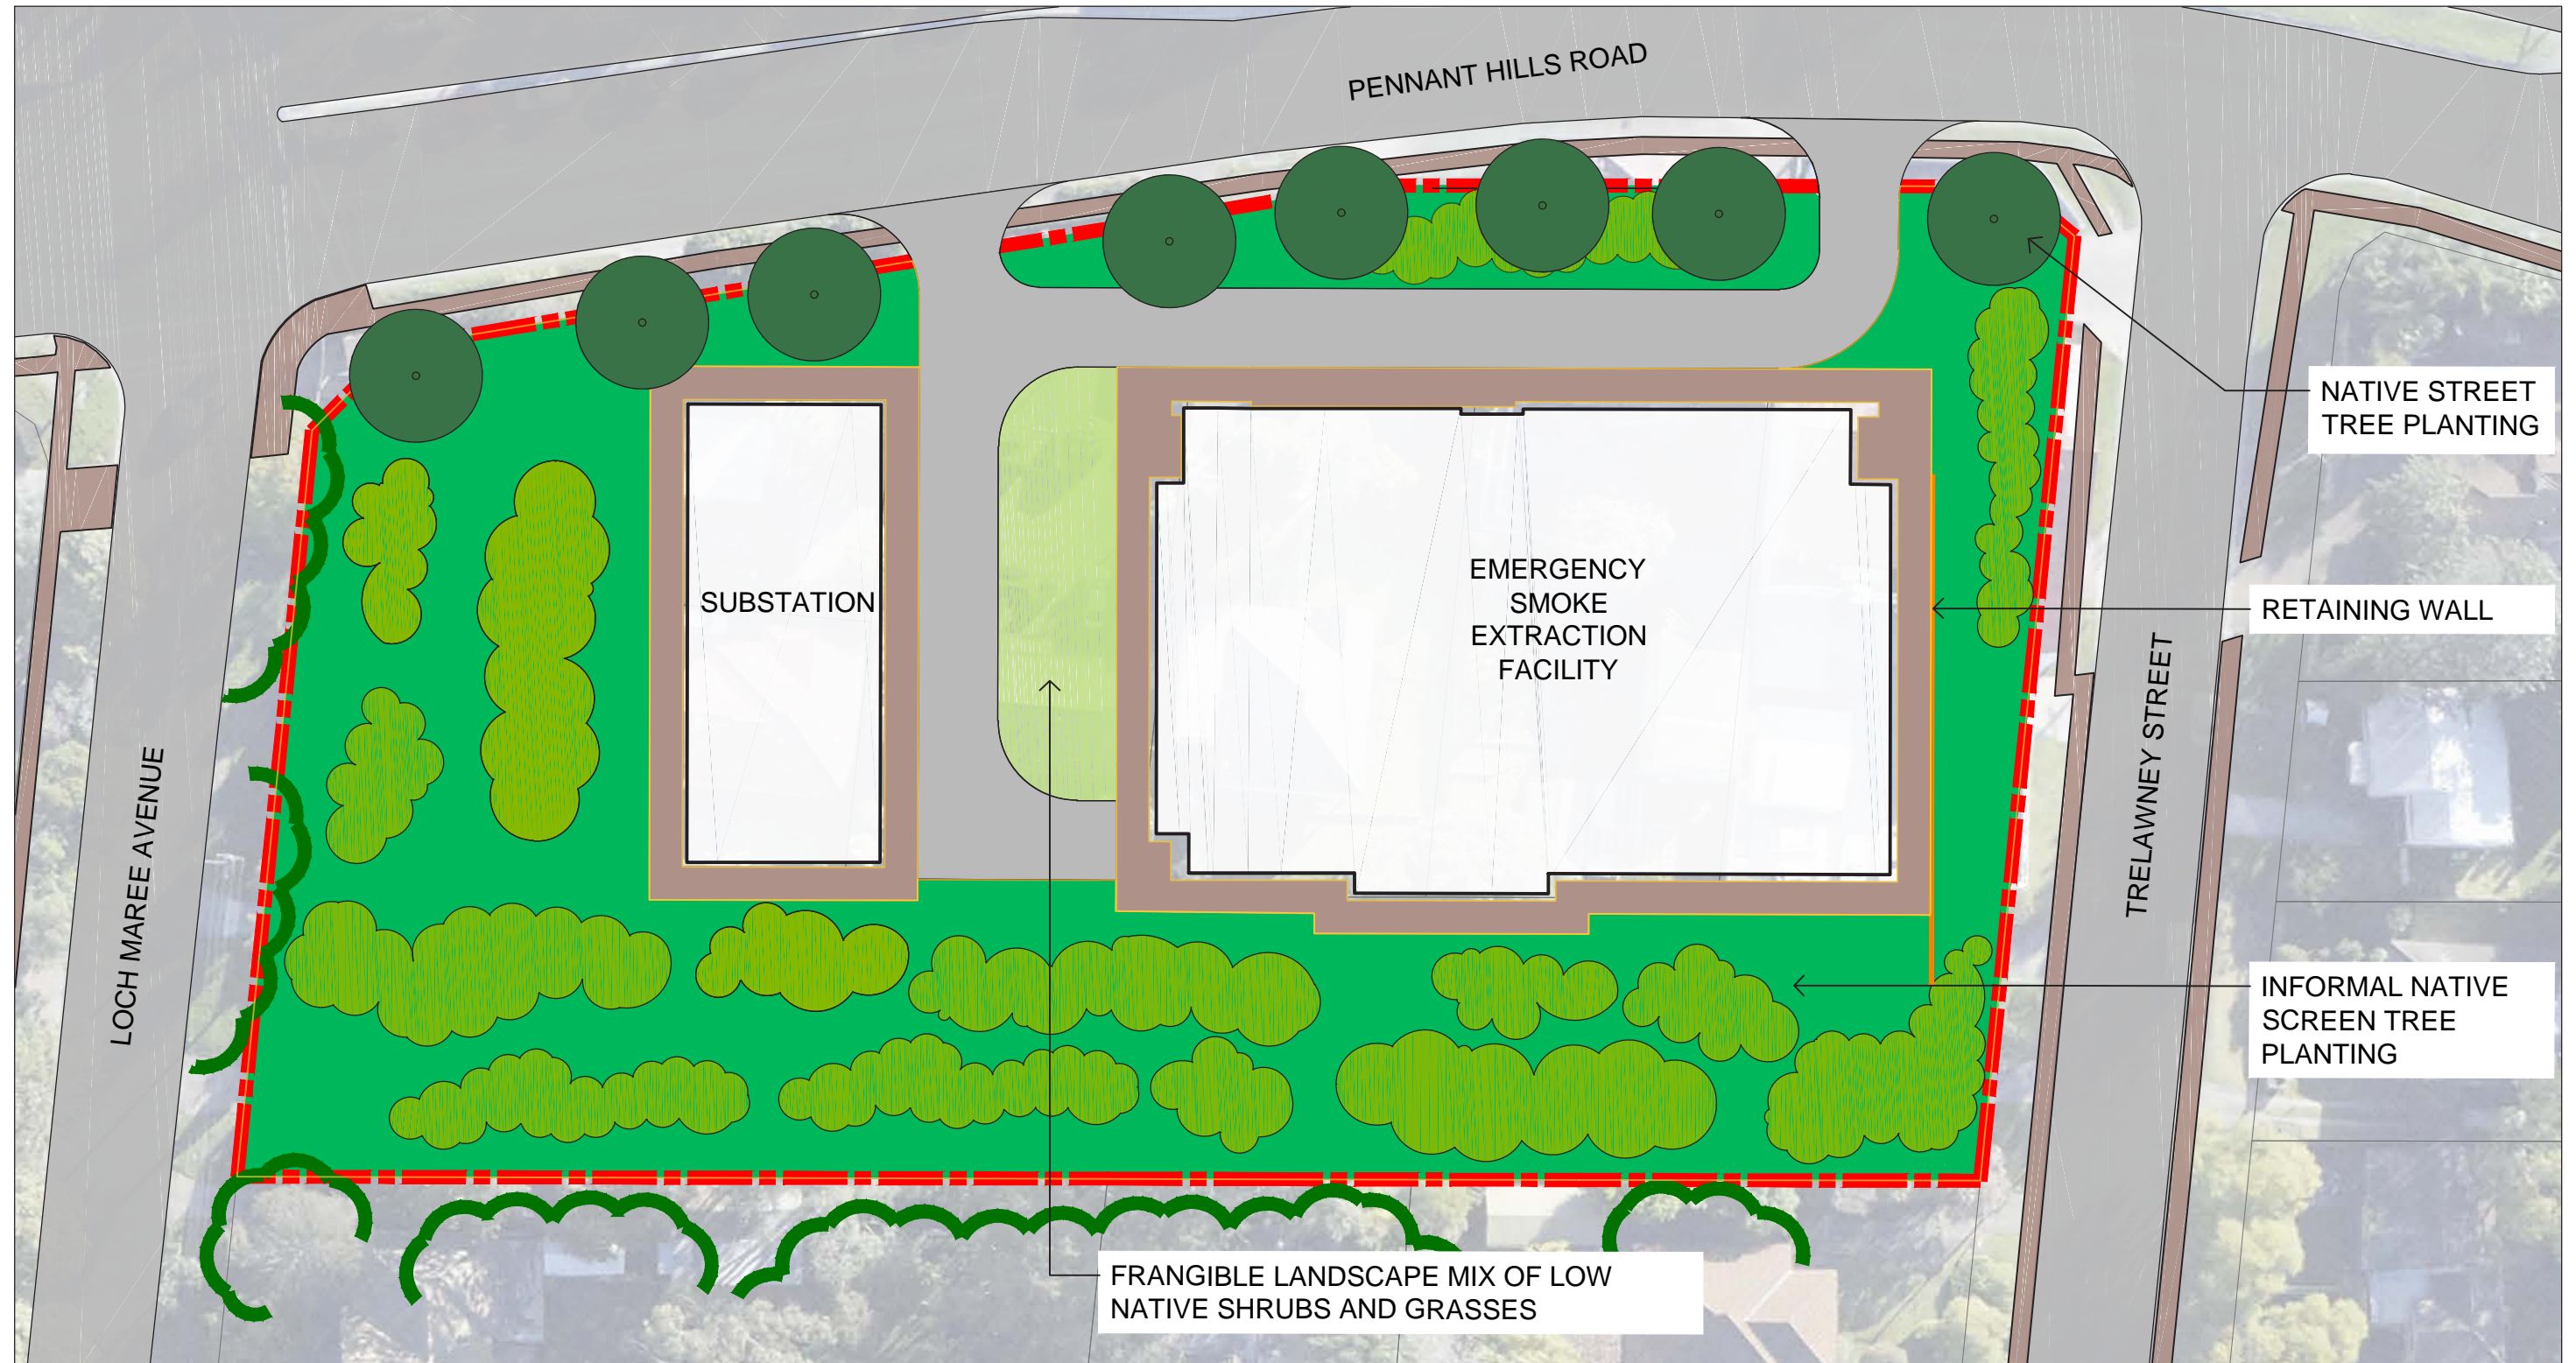 PENNANT HILLS ROAD
NATIVE STREET
TREE PLANTING
SUBSTATION
EMERGENCY
SMOKE
EXTRACTION
FACILITY
RETAINING WALL
LOCH MAREE AVENUE
TRELAWNEY STREET
INFORMAL NATIVE
SCREEN TREE
PLANTING
FRANGIBLE LANDSCAPE MIX OF LOW
NATIVE SHRUBS AND GRASSES